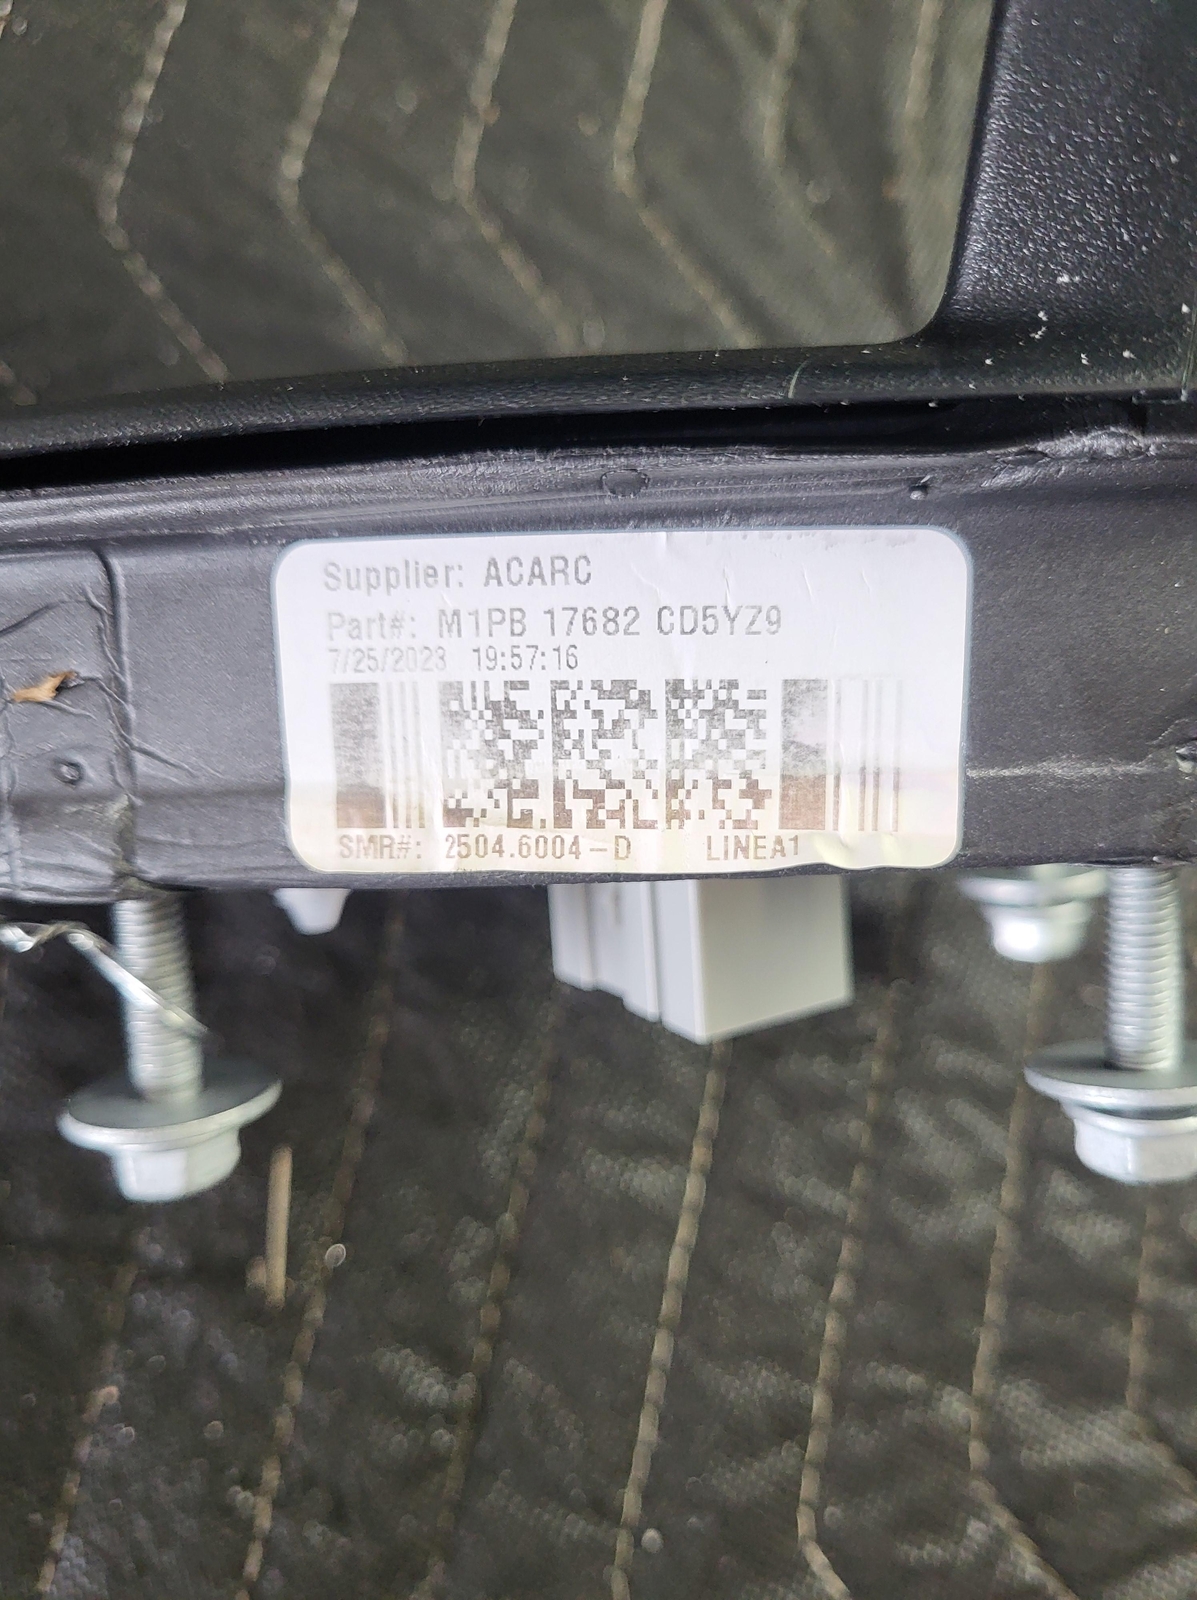 Supplier: ACARC
Part#: M1PB 17682 CD5YZ9
7/25/2023 19:57:16
SMR#: 2504.6004-D LINEA1